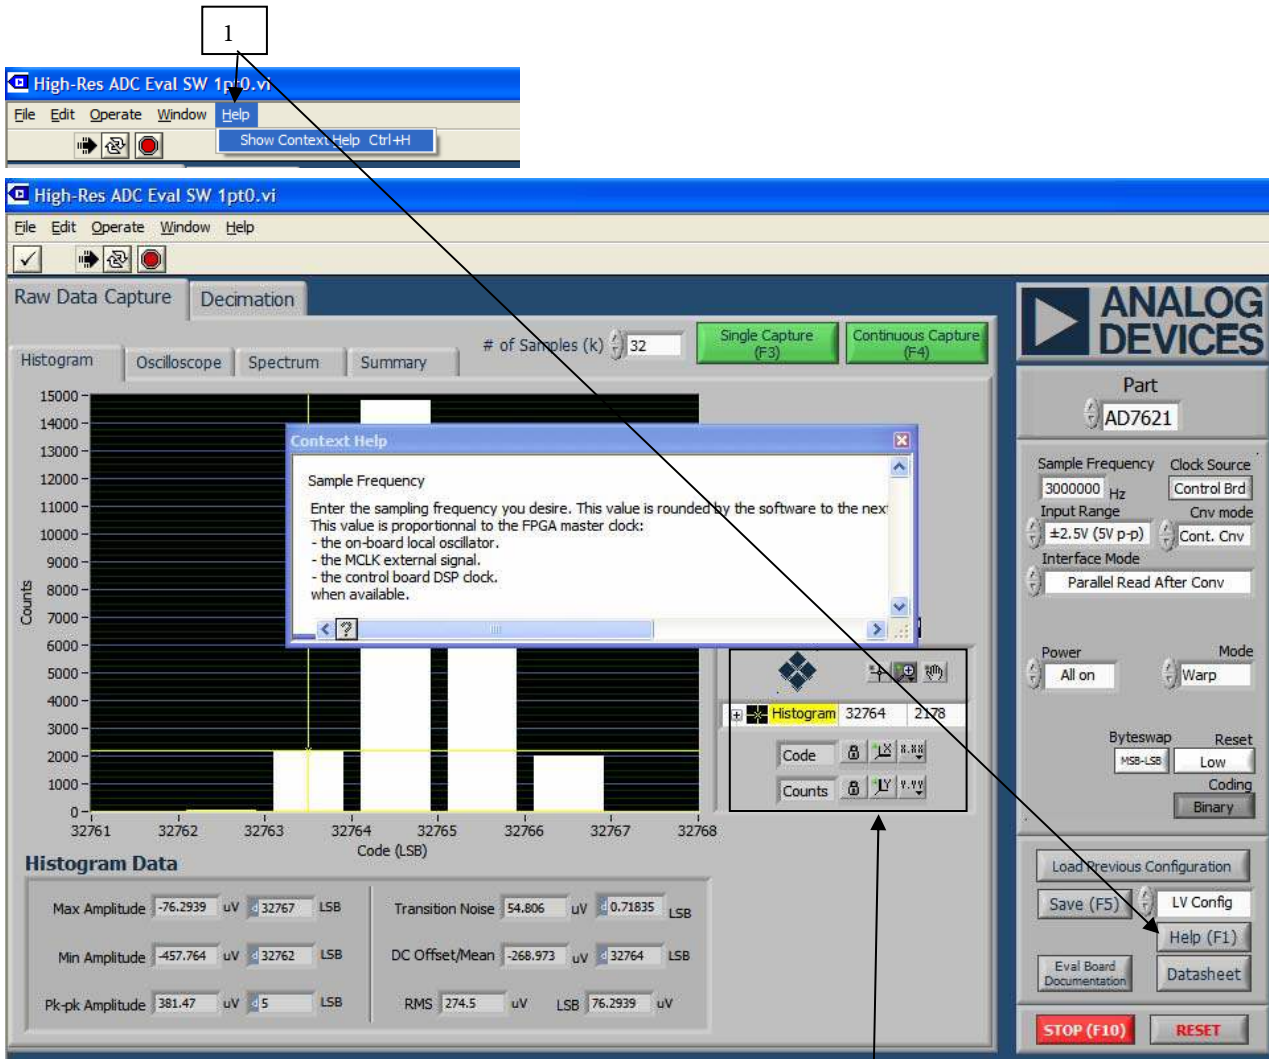 1
High-Res ADC Eval SW 1pt0.vi
File Edit Operate Window Help
Show Context Help Ctrl+H
High-Res ADC Eval SW 1pt0.vi
File Edit Operate Window Help
Raw Data Capture Decimation
# of Samples (k) 32
Single Capture
(F3)
Continuous Capture
(F4)
Histogram Oscilloscope Spectrum Summary
15000
14000
13000
12000
11000
10000
9000
8000
7000
6000
5000
4000
3000
2000
1000
0
Counts
32761 32762 32763 32764 32765 32766 32767 32768
Code (LSB)
Context Help
Sample Frequency
Enter the sampling frequency you desire. This value is rounded by the software to the nex
This value is proportionnal to the FPGA master clock:
- the on-board local oscillator.
- the MCLK external signal.
- the control board DSP clock.
when available.
?
Histogram 32764 2178
Code X X.XX
Counts Y Y.YY
Histogram Data
Max Amplitude -76.2939 uV d 32767 LSB
Min Amplitude -457.764 uV d 32762 LSB
Pk-pk Amplitude 381.47 uV d 5 LSB
Transition Noise 54.806 uV d 0.71835 LSB
DC Offset/Mean -268.973 uV d 32764 LSB
RMS 274.5 uV LSB 76.2939 uV
ANALOG
DEVICES
Part
AD7621
Sample Frequency Clock Source
3000000 Hz Control Brd
Input Range Cnv mode
±2.5V (5V p-p) Cont. Cnv
Interface Mode
Parallel Read After Conv
Power Mode
All on Warp
Byteswap Reset
MSB-LSB Low
Coding
Binary
Load Previous Configuration
Save (F5) LV Config
Help (F1)
Eval Board
Documentation
Datasheet
STOP (F10) RESET